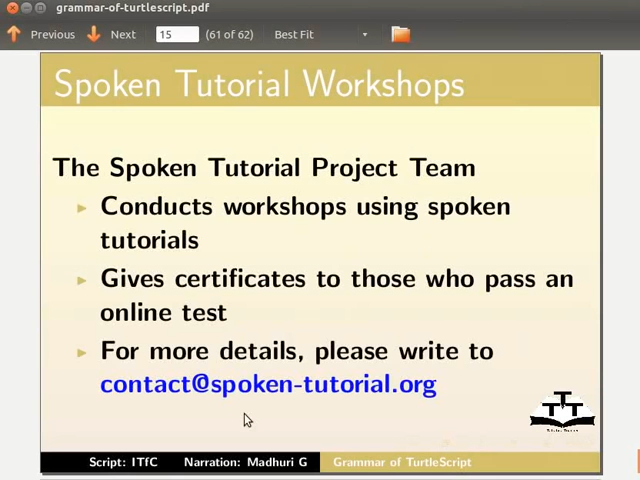 grammar-of-turtlescript.pdf
Previous Next 15 (61 of 62) Best Fit
Spoken Tutorial Workshops
The Spoken Tutorial Project Team
Conducts workshops using spoken
tutorials
Gives certificates to those who pass an
online test
For more details, please write to
contact@spoken-tutorial.org
Script: ITfC Narration: Madhuri G Grammar of TurtleScript